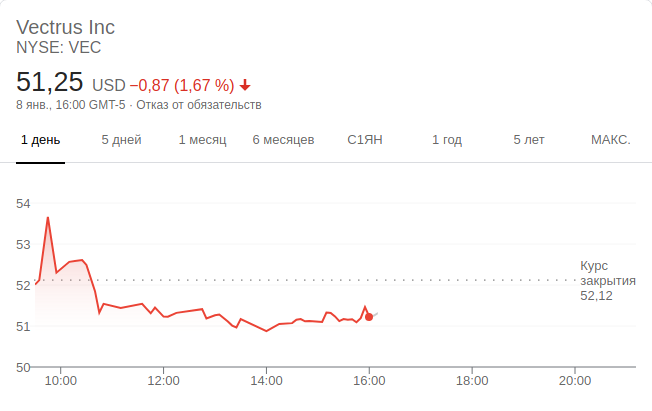 Vectrus Inc
NYSE: VEC
51,25 USD −0,87 (1,67 %)
8 янв., 16:00 GMT-5 · Отказ от обязательств
1 день 5 дней 1 месяц 6 месяцев С1ЯН 1 год 5 лет МАКС.
54
53
52
51
50
Курс
закрытия
52,12
10:00 12:00 14:00 16:00 18:00 20:00